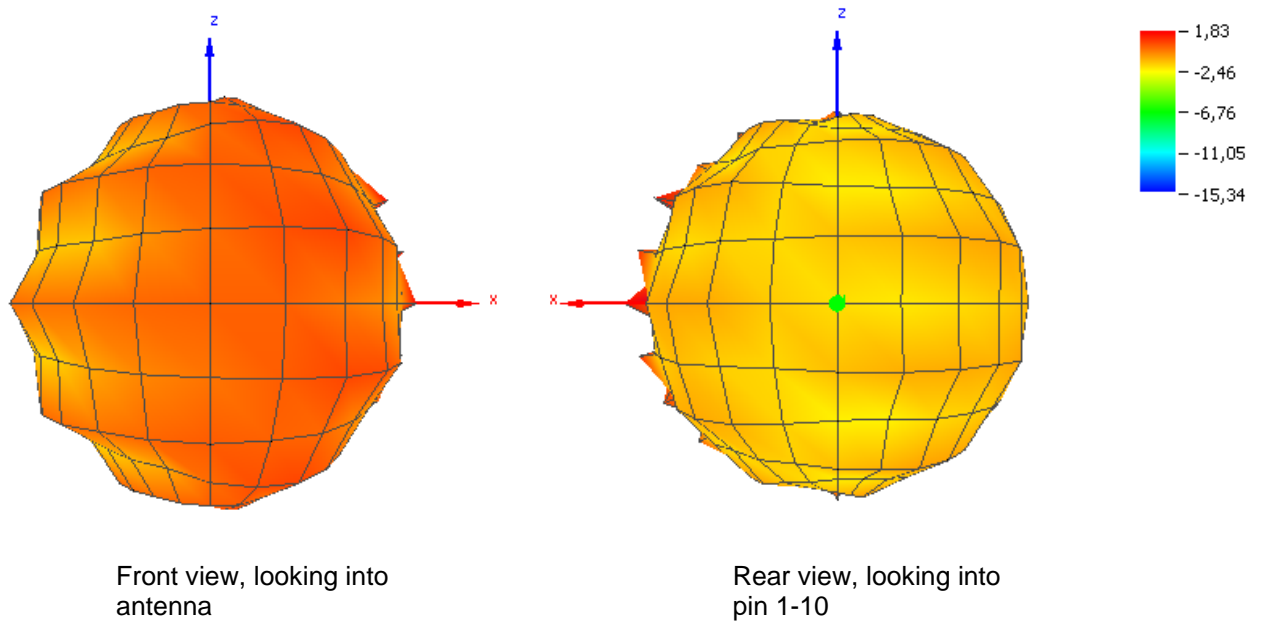 z
z
x
x
1,83
-2,46
-6,76
-11,05
-15,34
Front view, looking into
antenna
Rear view, looking into
pin 1-10